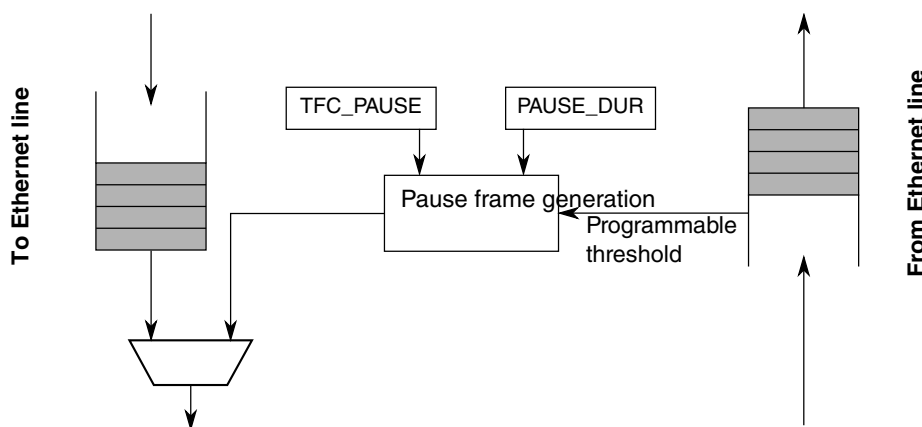 To Ethernet line
TFC_PAUSE
PAUSE_DUR
Pause frame generation
Programmable
threshold
From Ethernet line